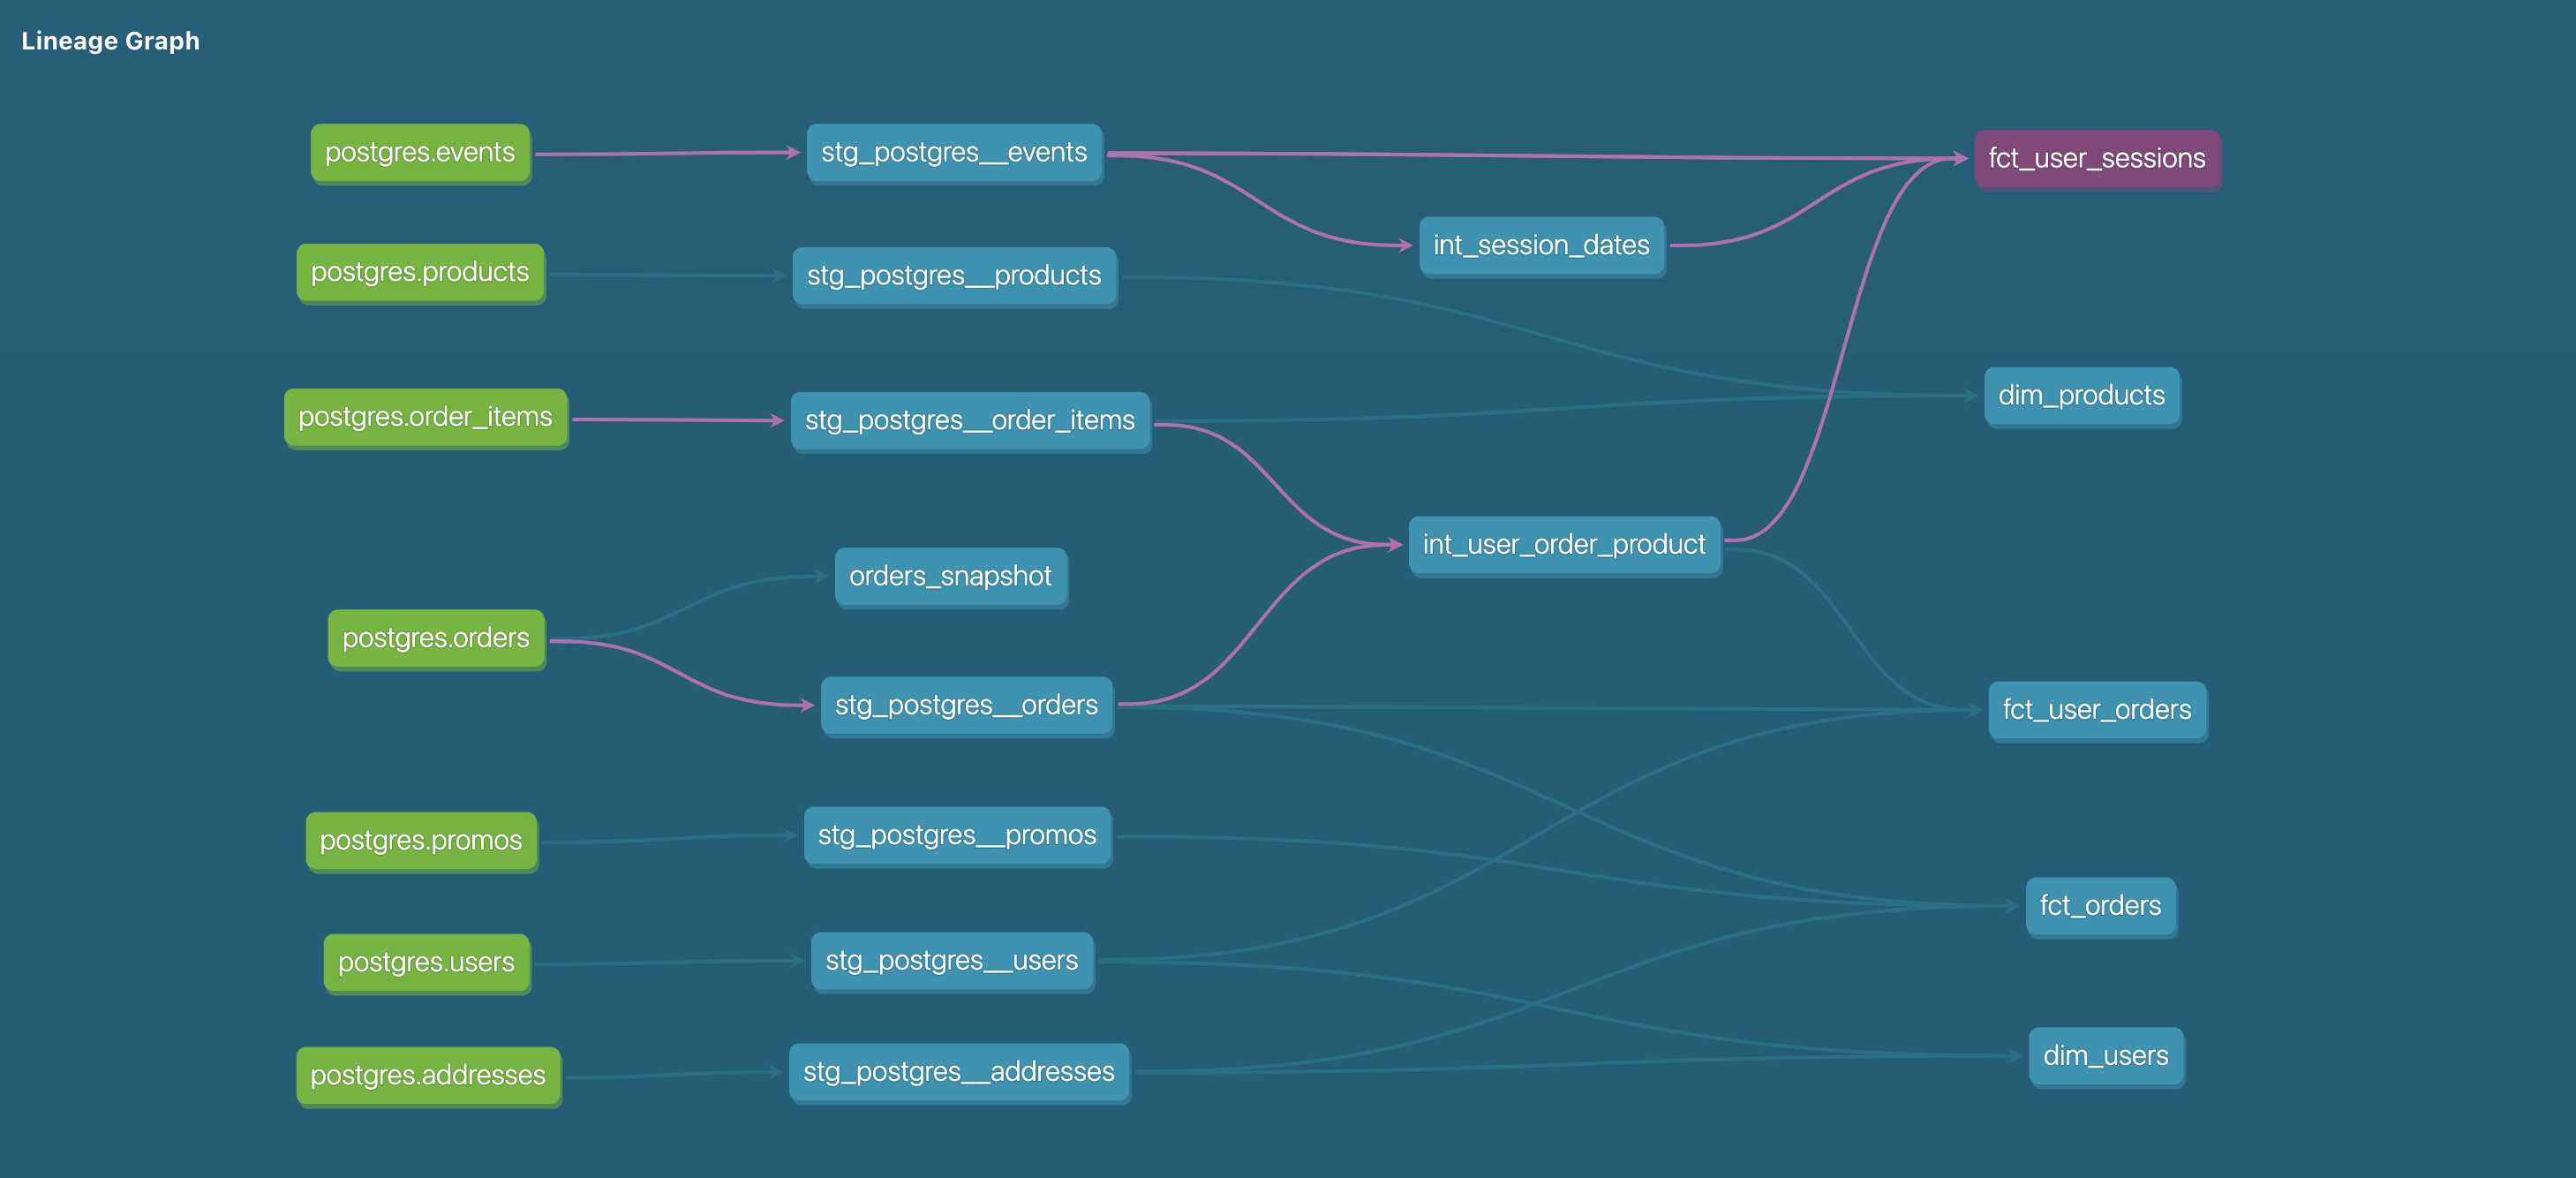 Lineage Graph
postgres.events
stg_postgres__events
fct_user_sessions
int_session_dates
postgres.products
stg_postgres__products
dim_products
postgres.order_items
stg_postgres__order_items
int_user_order_product
orders_snapshot
postgres.orders
stg_postgres__orders
fct_user_orders
postgres.promos
stg_postgres__promos
fct_orders
postgres.users
stg_postgres__users
dim_users
postgres.addresses
stg_postgres__addresses